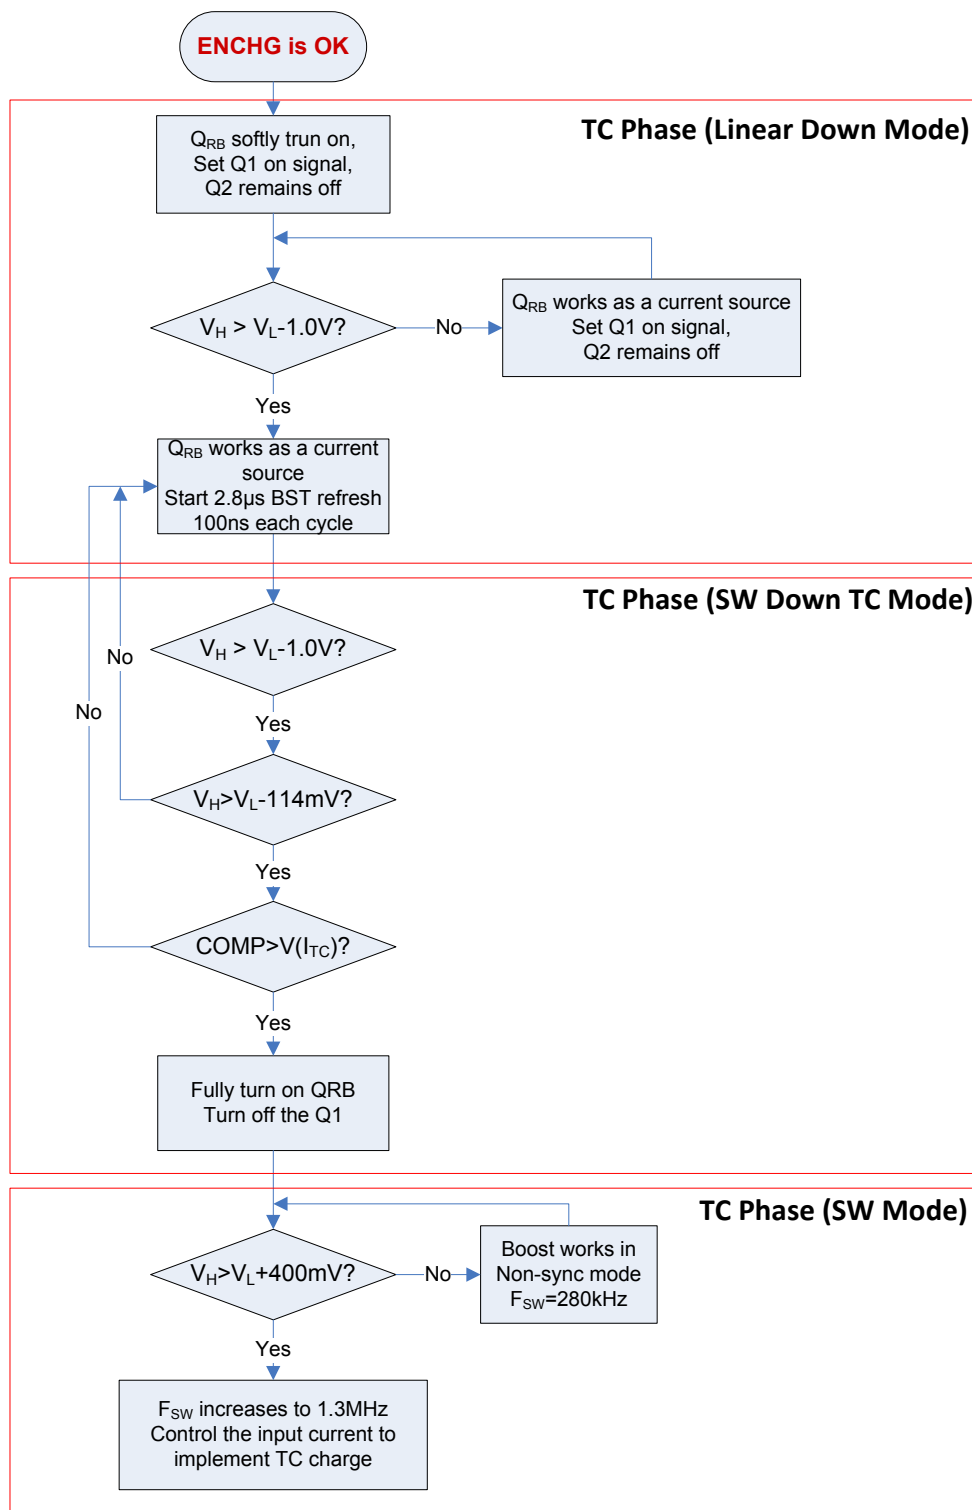 ENCHG is OK
TC Phase (Linear Down Mode)
QRB softly trun on,
Set Q1 on signal,
Q2 remains off
VH > VL-1.0V?
No
QRB works as a current source
Set Q1 on signal,
Q2 remains off
Yes
QRB works as a current
source
Start 2.8µs BST refresh
100ns each cycle
TC Phase (SW Down TC Mode)
VH > VL-1.0V?
No
No
Yes
VH>VL-114mV?
Yes
COMP>V(ITC)?
Yes
Fully turn on QRB
Turn off the Q1
TC Phase (SW Mode)
VH>VL+400mV?
No
Boost works in
Non-sync mode
FSW=280kHz
Yes
FSW increases to 1.3MHz
Control the input current to
implement TC charge